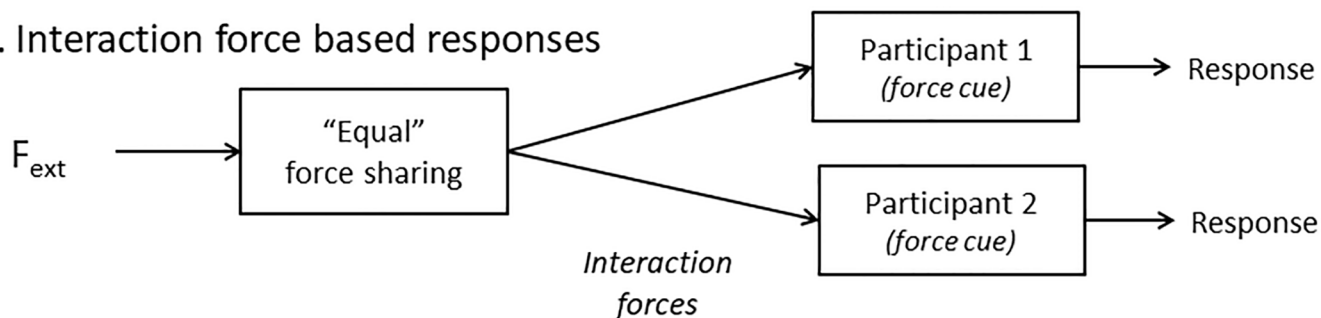 . Interaction force based responses
Participant 1
(force cue)
Response
“Equal”
force sharing
Fext
Participant 2
(force cue)
Response
Interaction
forces